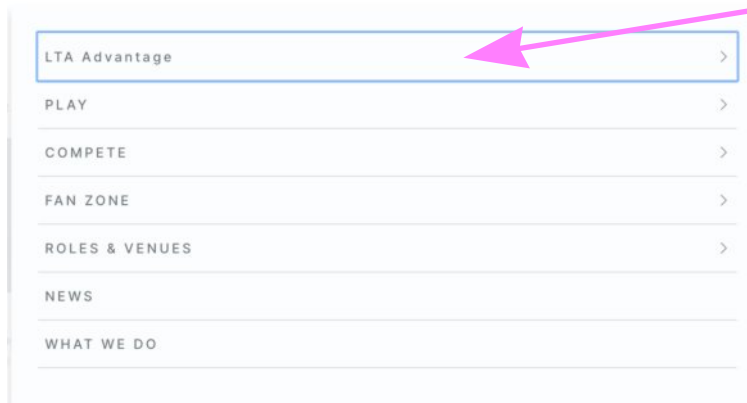 LTA Advantage
PLAY
COMPETE
FAN ZONE
ROLES & VENUES
NEWS
WHAT WE DO